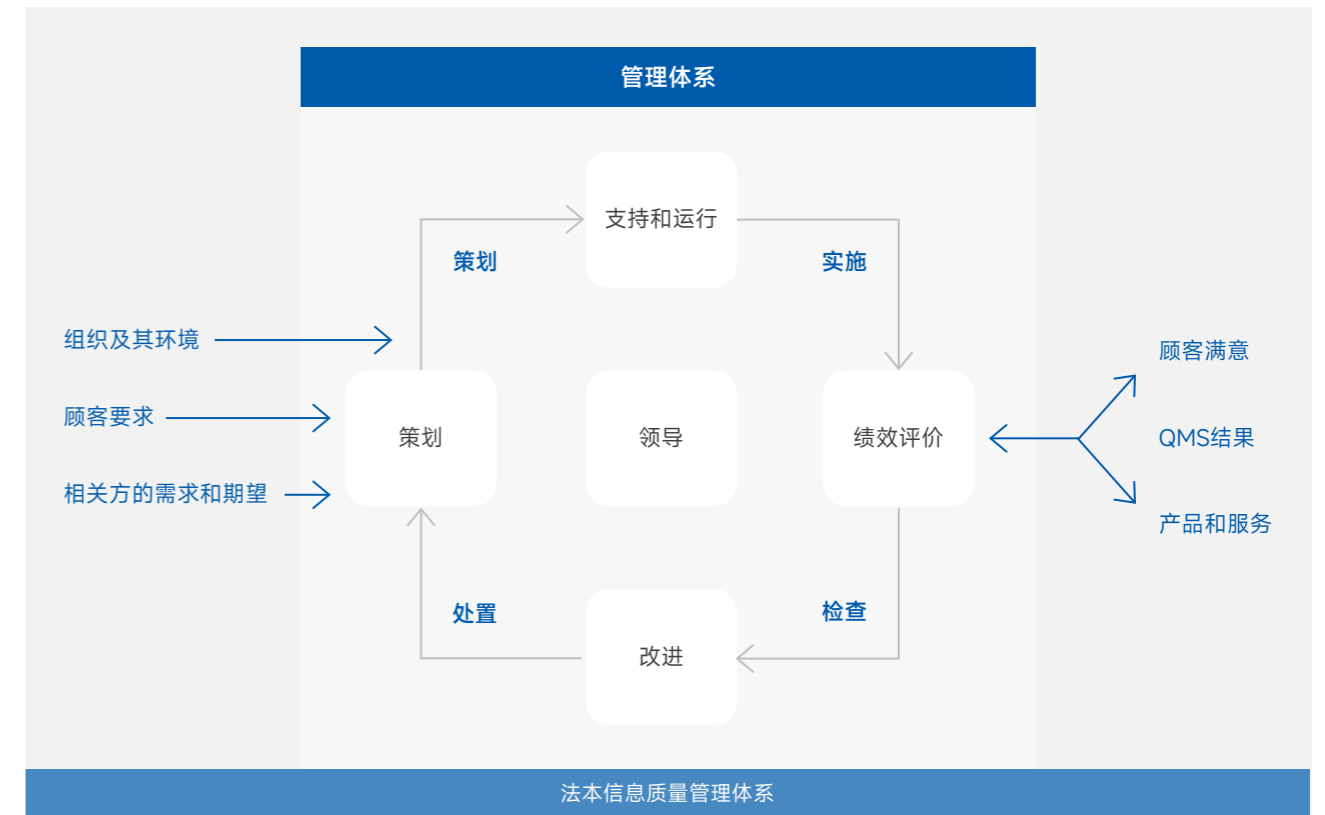 管理体系
支持和运行
策划
实施
组织及其环境
顾客满意
顾客要求
策划
领导
绩效评价
QMS结果
相关方的需求和期望
产品和服务
处置
检查
改进
法本信息质量管理体系